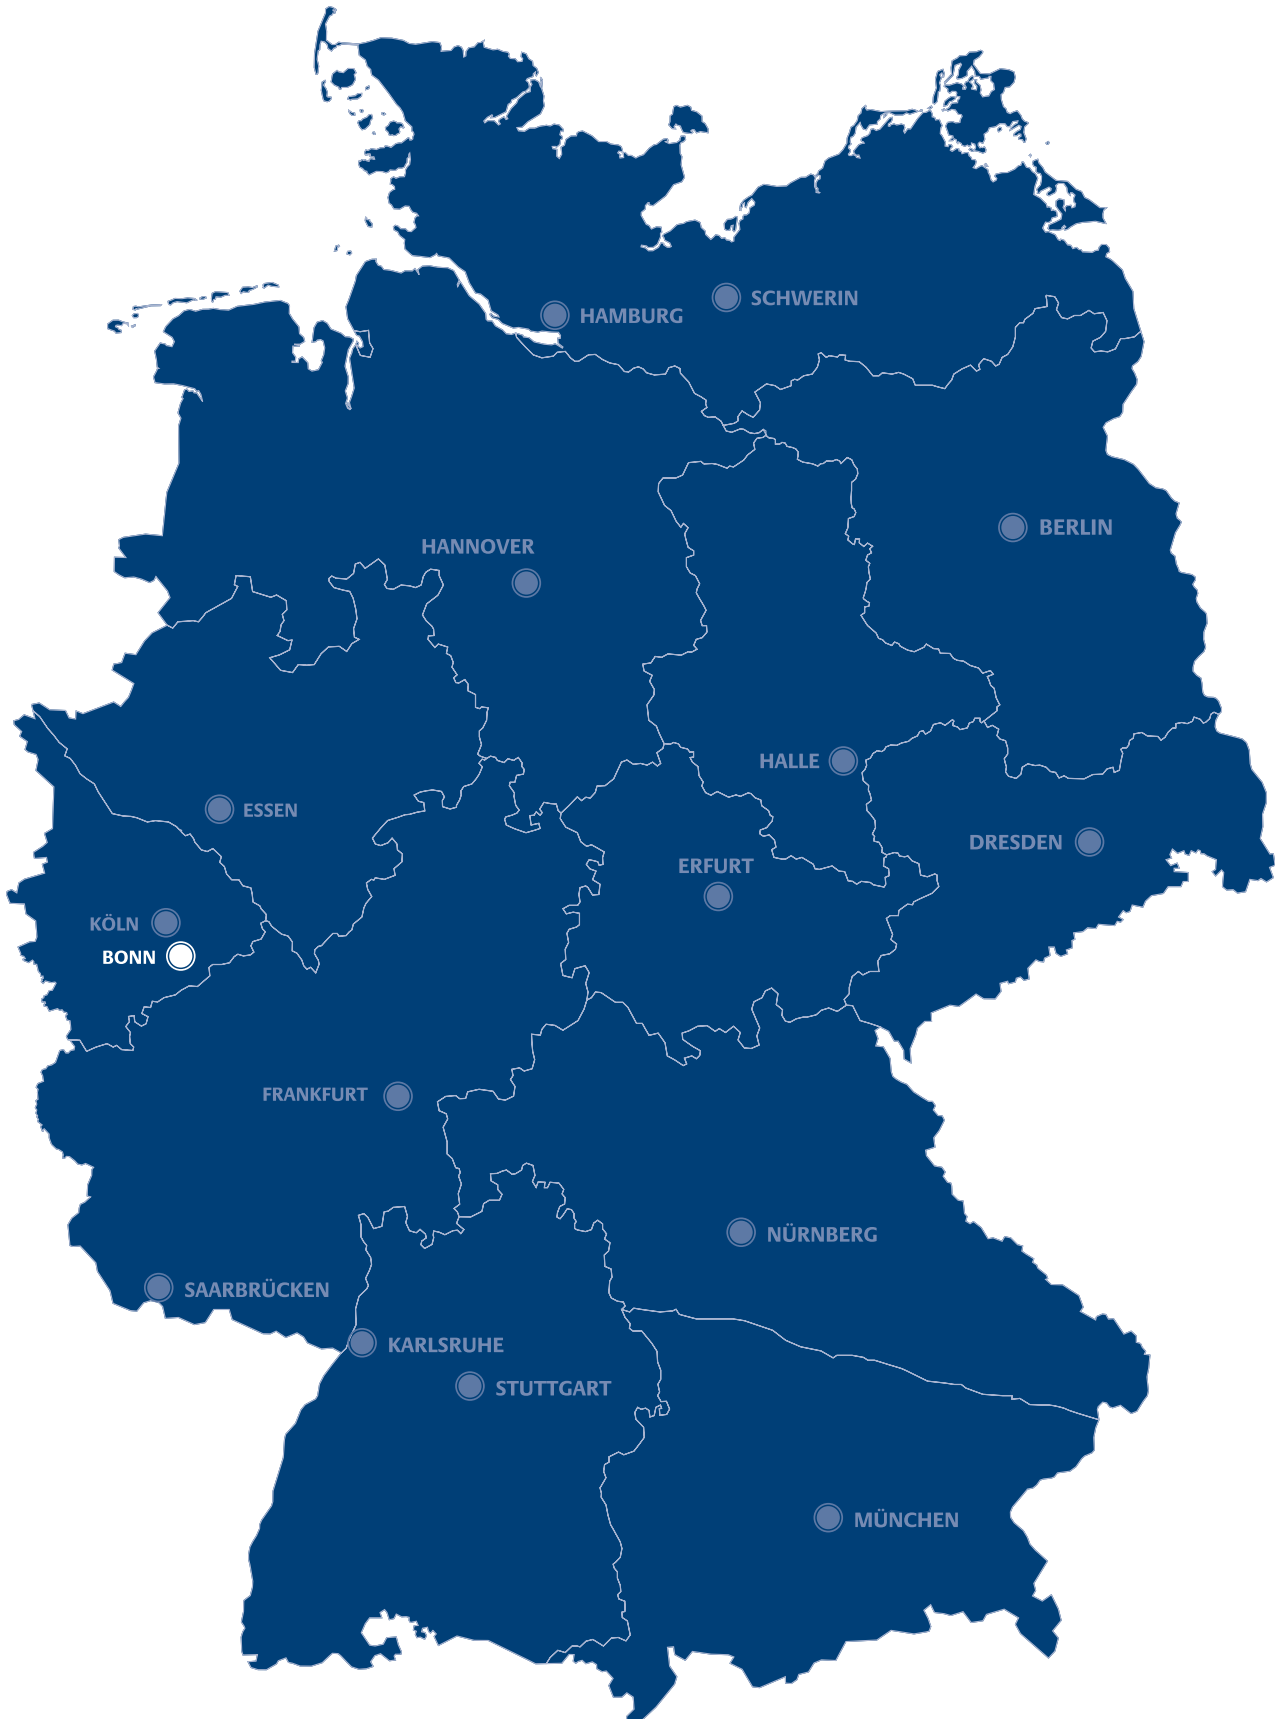 SCHWERIN
HAMBURG
BERLIN
HANNOVER
HALLE
ESSEN
DRESDEN
ERFURT
KÖLN
BONN
FRANKFURT
NÜRNBERG
SAARBRÜCKEN
KARLSRUHE
STUTTGART
MÜNCHEN